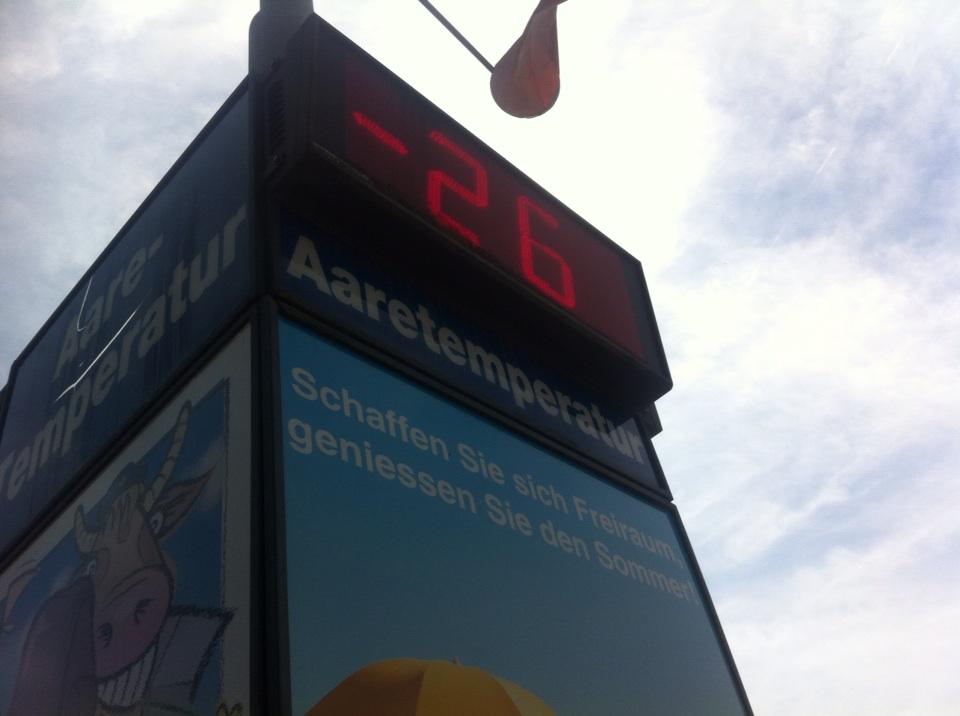 -26
Aaretemperatur
Schaffen Sie sich Freiraum,
geniessen Sie den Sommer!
Aare-
Temperatur